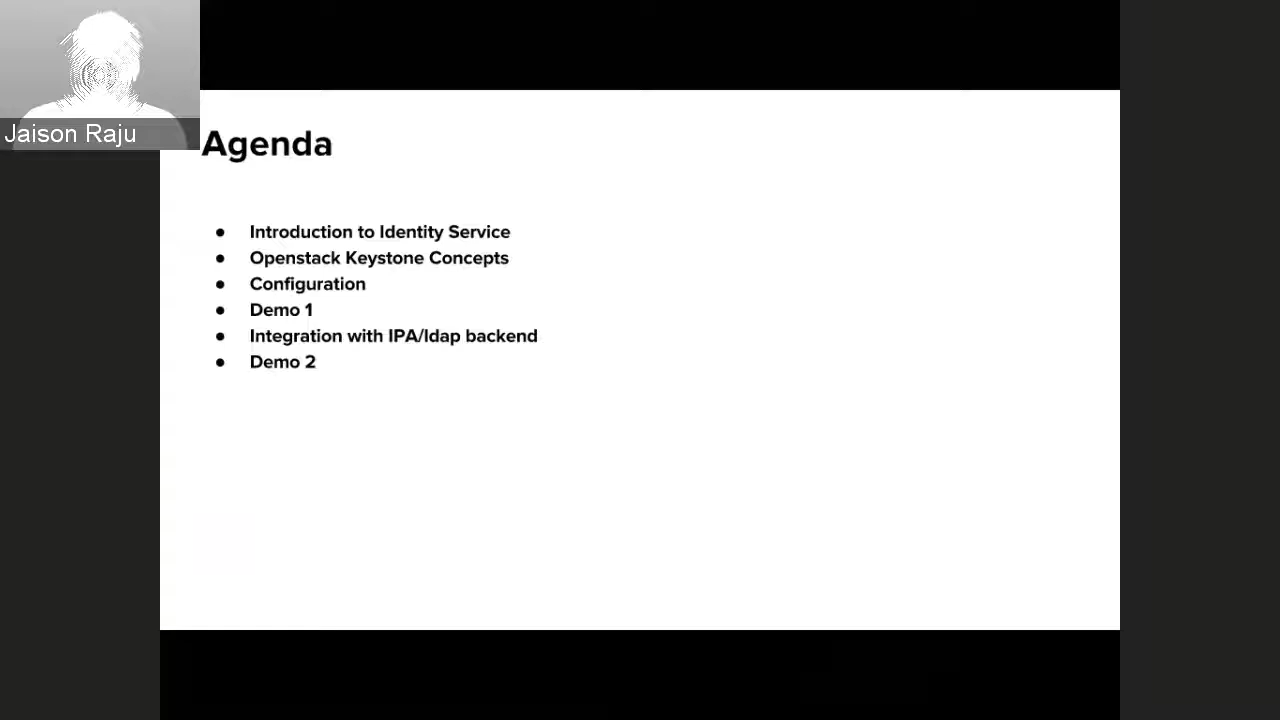 Jaison Raju
Agenda
● Introduction to Identity Service
● Openstack Keystone Concepts
● Configuration
● Demo 1
● Integration with IPA/ldap backend
● Demo 2